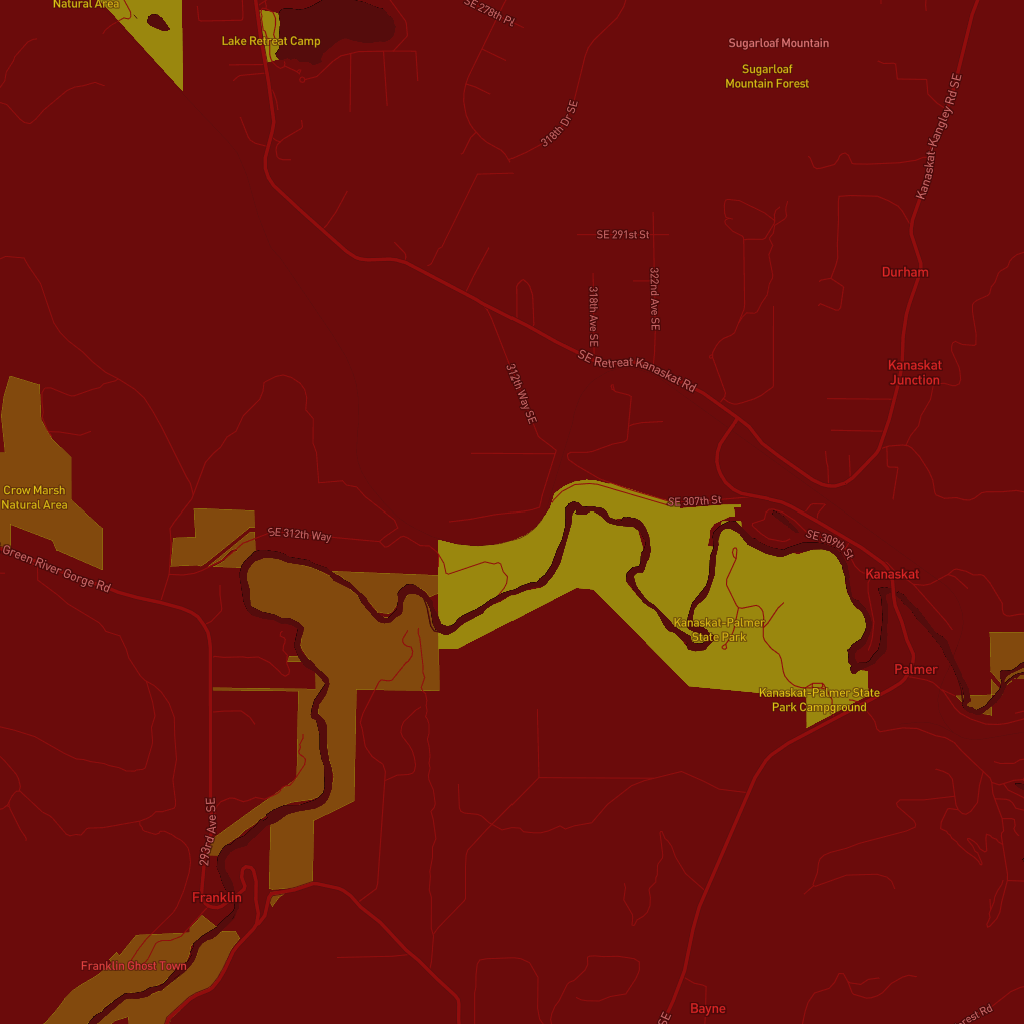 Natural Area
SE 278th Pl
Lake Retreat Camp
Sugarloaf Mountain
Sugarloaf
Mountain Forest
Kanaskat-Kangley Rd SE
318th Dr SE
SE 291st St
Durham
322nd Ave SE
318th Ave SE
SE Retreat Kanaskat Rd
Kanaskat
Junction
312th Way SE
Crow Marsh
Natural Area
SE 307th St
SE 312th Way
SE 309th St
Green River Gorge Rd
Kanaskat
Kanaskat-Palmer
State Park
Palmer
Kanaskat-Palmer State
Park Campground
293rd Ave SE
Franklin
Franklin Ghost Town
Bayne
SE
orest Rd